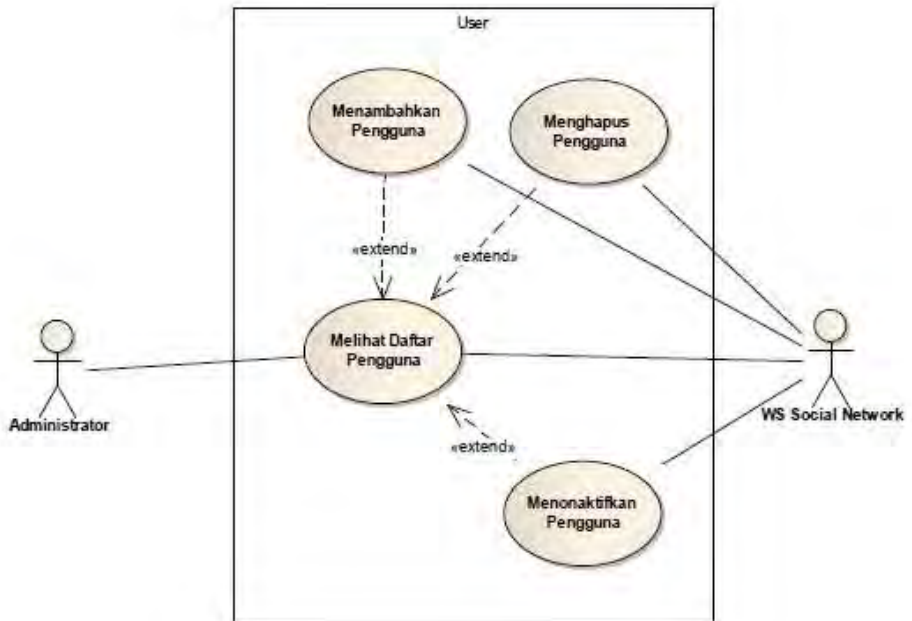 User
Menambahkan
Pengguna
Menghapus
Pengguna
«extend»
«extend»
Melihat Daftar
Pengguna
Administrator
WS Social Network
«extend»
Menonaktifkan
Pengguna